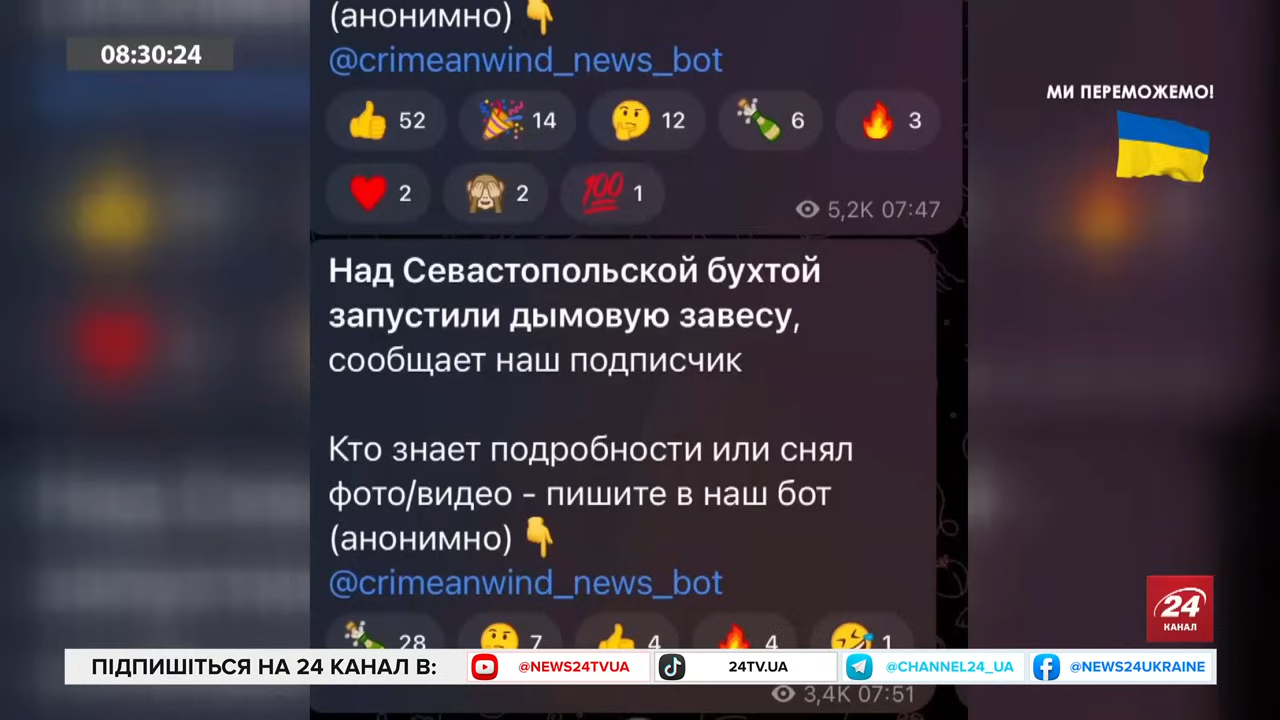 (анонимно) 👇
08:30:24
@crimeanwind_news_bot
МИ ПЕРЕМОЖЕМО!
👍 52 🎉 14 🤔 12 🍾 6 🔥 3
❤️ 2 🙈 2 💯 1
5,2K 07:47
Над Севастопольской бухтой
запустили дымовую завесу,
сообщает наш подписчик
Кто знает подробности или снял
фото/видео - пишите в наш бот
(анонимно) 👇
@crimeanwind_news_bot
24
КАНАЛ
🍾 28 🤔 7 👍 4 🔥 4 🤣 1
ПІДПИШІТЬСЯ НА 24 КАНАЛ В: @NEWS24TVUA 24TV.UA @CHANNEL24_UA @NEWS24UKRAINE
3,4K 07:51